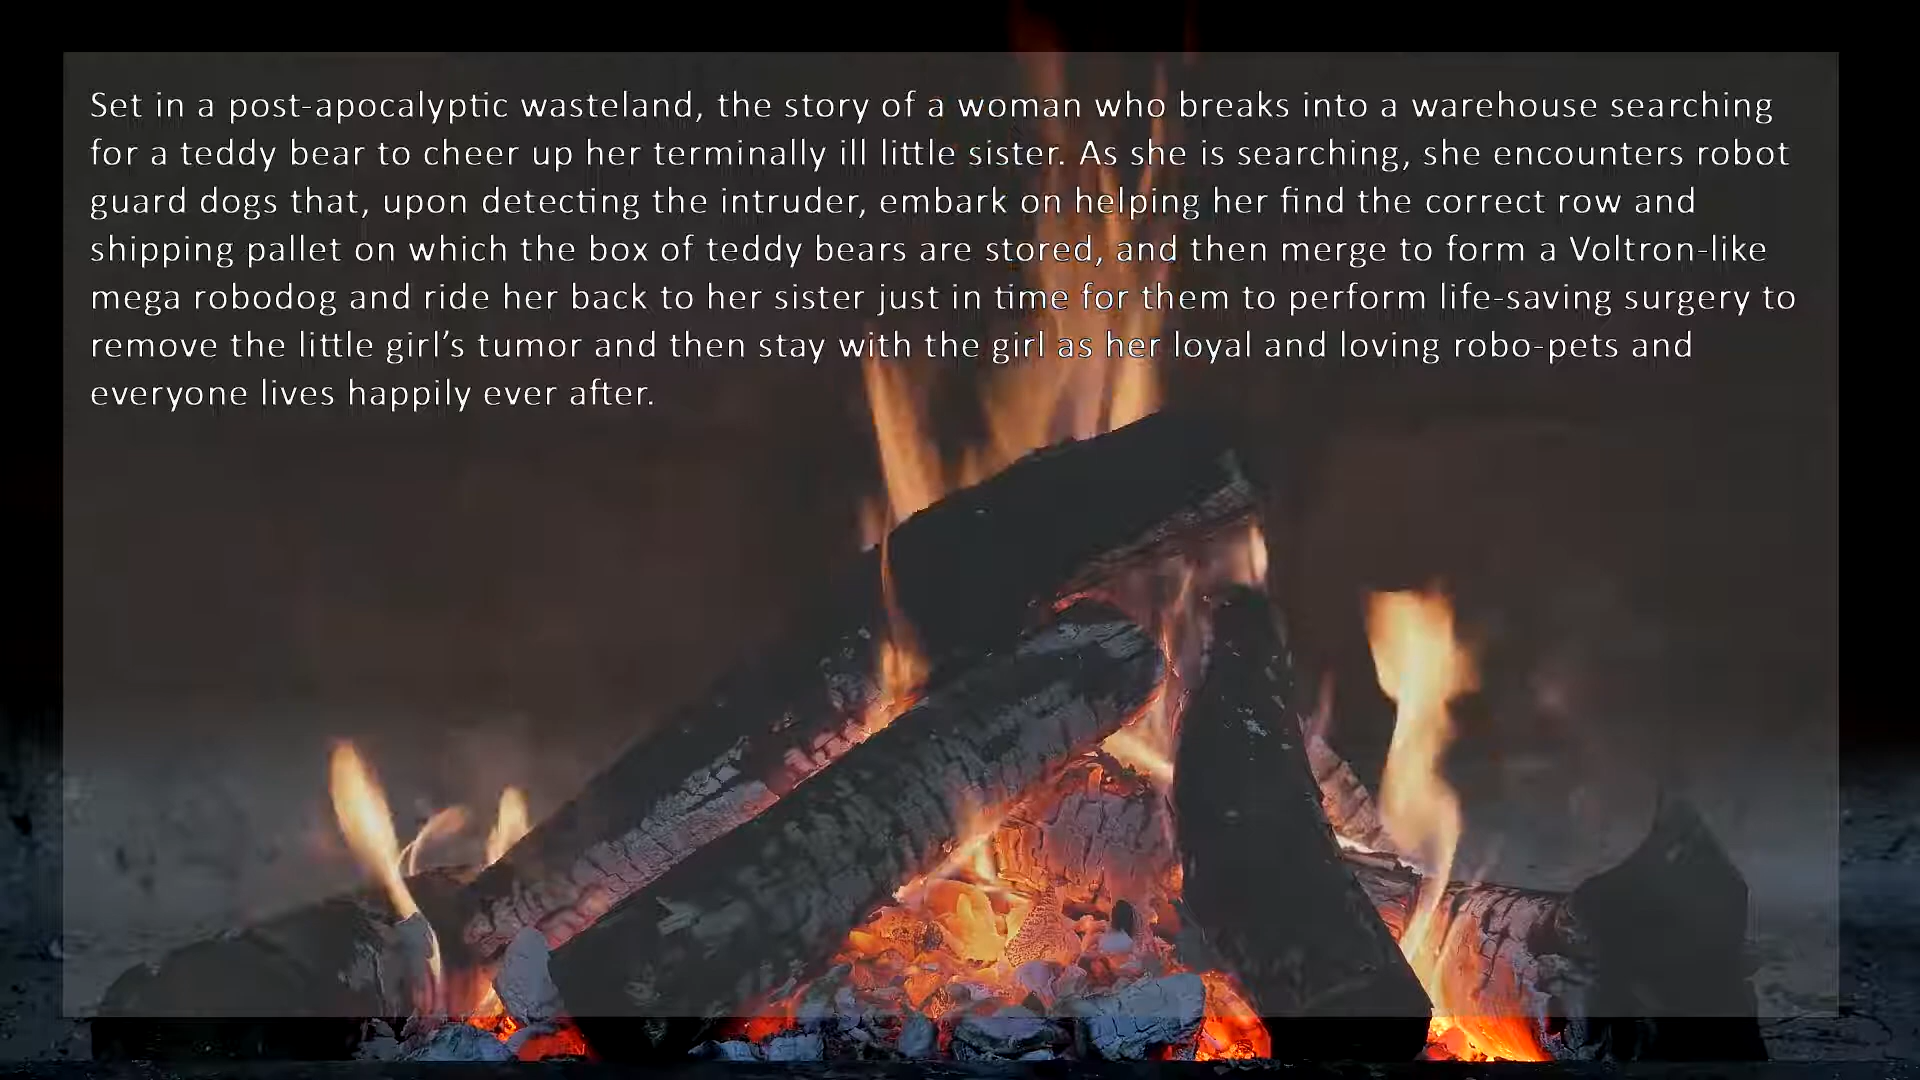 Set in a post-apocalyptic wasteland, the story of a woman who breaks into a warehouse searching
for a teddy bear to cheer up her terminally ill little sister. As she is searching, she encounters robot
guard dogs that, upon detecting the intruder, embark on helping her find the correct row and
shipping pallet on which the box of teddy bears are stored, and then merge to form a Voltron-like
mega robodog and ride her back to her sister just in time for them to perform life-saving surgery to
remove the little girl’s tumor and then stay with the girl as her loyal and loving robo-pets and
everyone lives happily ever after.